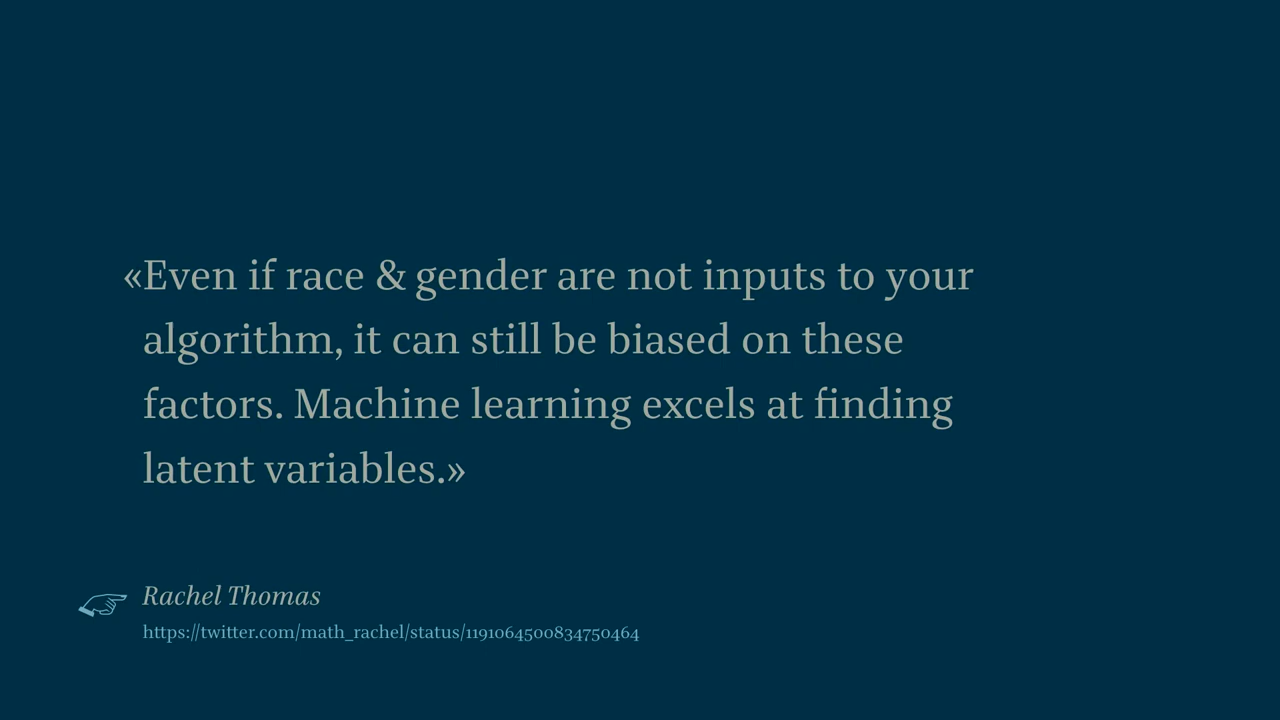 «Even if race & gender are not inputs to your
algorithm, it can still be biased on these
factors. Machine learning excels at finding
latent variables.»
☞ Rachel Thomas
https://twitter.com/math_rachel/status/1191064500834750464